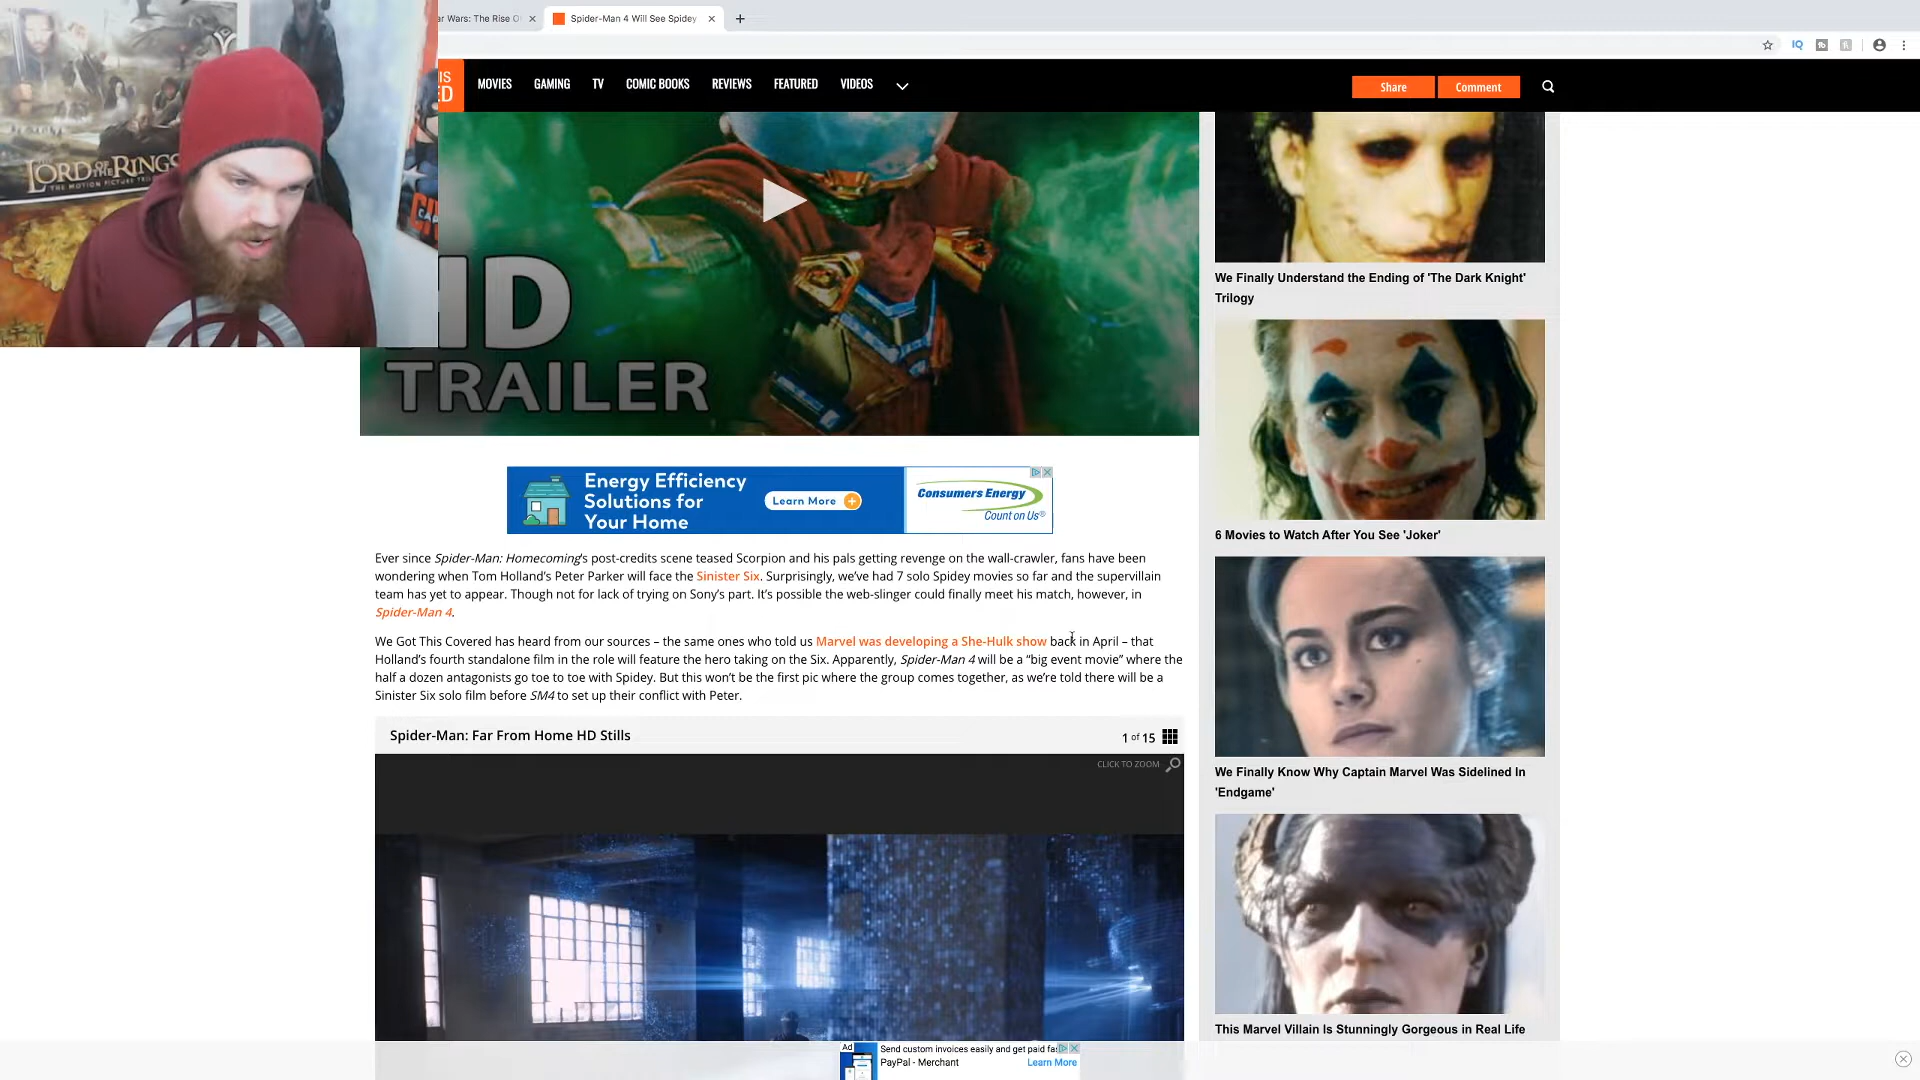 ar Wars: The Rise O
Spider-Man 4 Will See Spidey
IQ
IS
ED
MOVIES
GAMING
TV
COMIC BOOKS
REVIEWS
FEATURED
VIDEOS
Share
Comment
LORD OF THE RINGS
THE MOTION PICTURE TRIL
HD
TRAILER
We Finally Understand the Ending of 'The Dark Knight'
Trilogy
Energy Efficiency
Solutions for
Your Home
Learn More
Consumers Energy
Count on Us®
6 Movies to Watch After You See 'Joker'
Ever since Spider-Man: Homecoming's post-credits scene teased Scorpion and his pals getting revenge on the wall-crawler, fans have been
wondering when Tom Holland's Peter Parker will face the Sinister Six. Surprisingly, we've had 7 solo Spidey movies so far and the supervillain
team has yet to appear. Though not for lack of trying on Sony's part. It's possible the web-slinger could finally meet his match, however, in
Spider-Man 4.
We Got This Covered has heard from our sources – the same ones who told us Marvel was developing a She-Hulk show back in April – that
Holland's fourth standalone film in the role will feature the hero taking on the Six. Apparently, Spider-Man 4 will be a “big event movie” where the
half a dozen antagonists go toe to toe with Spidey. But this won't be the first pic where the group comes together, as we're told there will be a
Sinister Six solo film before SM4 to set up their conflict with Peter.
Spider-Man: Far From Home HD Stills
1 of 15
CLICK TO ZOOM
We Finally Know Why Captain Marvel Was Sidelined In
'Endgame'
This Marvel Villain Is Stunningly Gorgeous in Real Life
Ad
Send custom invoices easily and get paid fas
PayPal - Merchant
Learn More